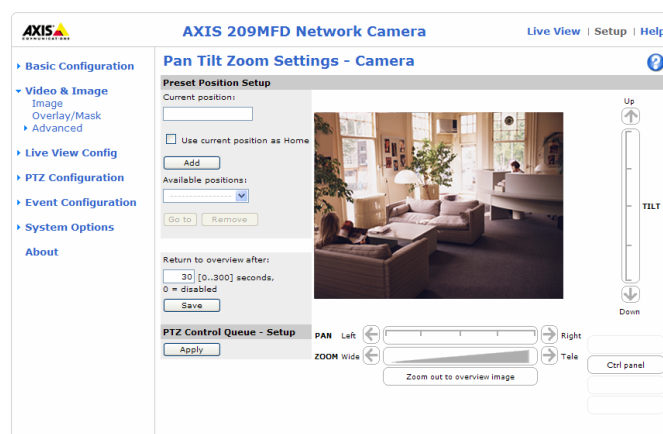 AXIS
COMMUNICATIONS
AXIS 209MFD Network Camera
Live View | Setup | Help
Basic Configuration
Video & Image
Image
Overlay/Mask
Advanced
Live View Config
PTZ Configuration
Event Configuration
System Options
About
Pan Tilt Zoom Settings - Camera
?
Preset Position Setup
Current position:
Use current position as Home
Add
Available positions:
----------------
Go to
Remove
Return to overview after:
30 [0..300] seconds,
0 = disabled
Save
PTZ Control Queue - Setup
Apply
Up
TILT
Down
PAN Left
Right
ZOOM Wide
Tele
Zoom out to overview image
Ctrl panel